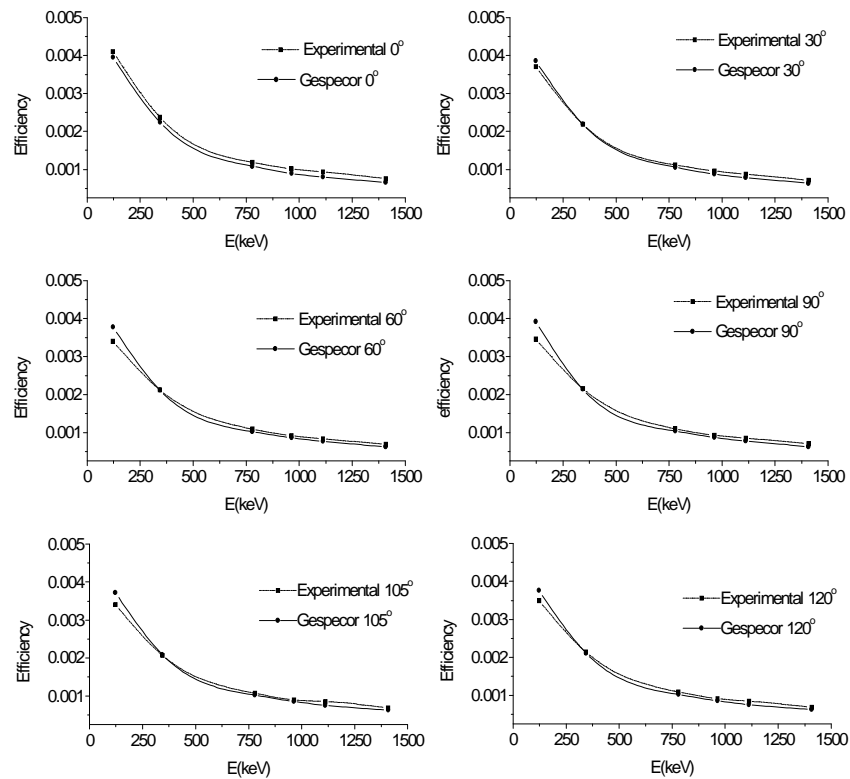 0.005
0.004
0.003
0.002
0.001
Efficiency
Experimental 0°
Gespecor 0°
0 250 500 750 1000 1250 1500
E(keV)
0.005
0.004
0.003
0.002
0.001
Efficiency
Experimental 30°
Gespecor 30°
0 250 500 750 1000 1250 1500
E(keV)
0.005
0.004
0.003
0.002
0.001
Efficiency
Experimental 60°
Gespecor 60°
0 250 500 750 1000 1250 1500
E(keV)
0.005
0.004
0.003
0.002
0.001
efficiency
Experimental 90°
Gespecor 90°
0 250 500 750 1000 1250 1500
E(keV)
0.005
0.004
0.003
0.002
0.001
Efficiency
Experimental 105°
Gespecor 105°
0 250 500 750 1000 1250 1500
E(keV)
0.005
0.004
0.003
0.002
0.001
Efficiency
Experimental 120°
Gespecor 120°
0 250 500 750 1000 1250 1500
E(keV)